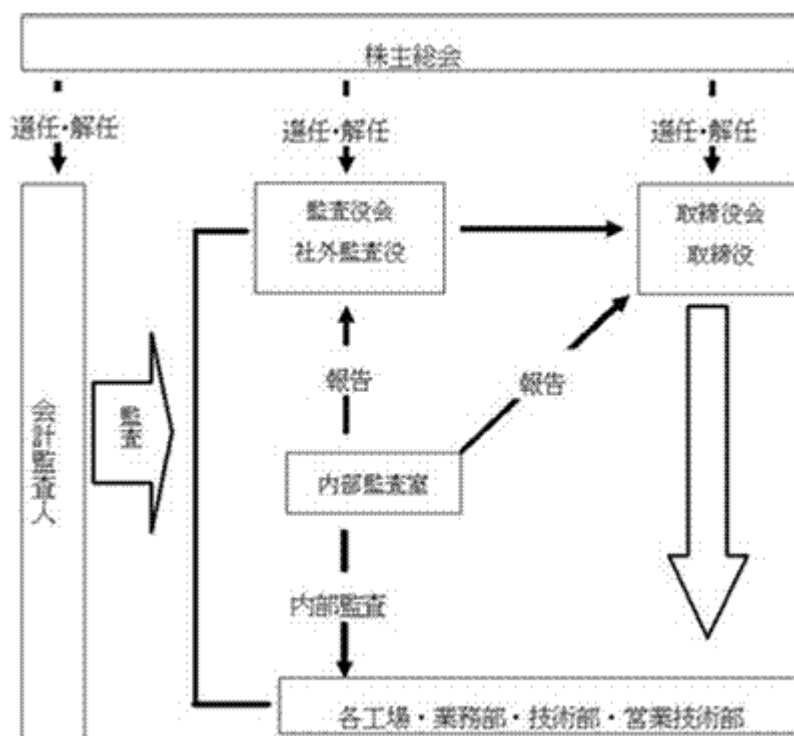 株主総会
選任・解任
選任・解任
選任・解任
監査役会
社外監査役
取締役会
取締役
会計監査人
監査
報告
報告
内部監査室
内部監査
各工場・業務部・技術部・営業技術部